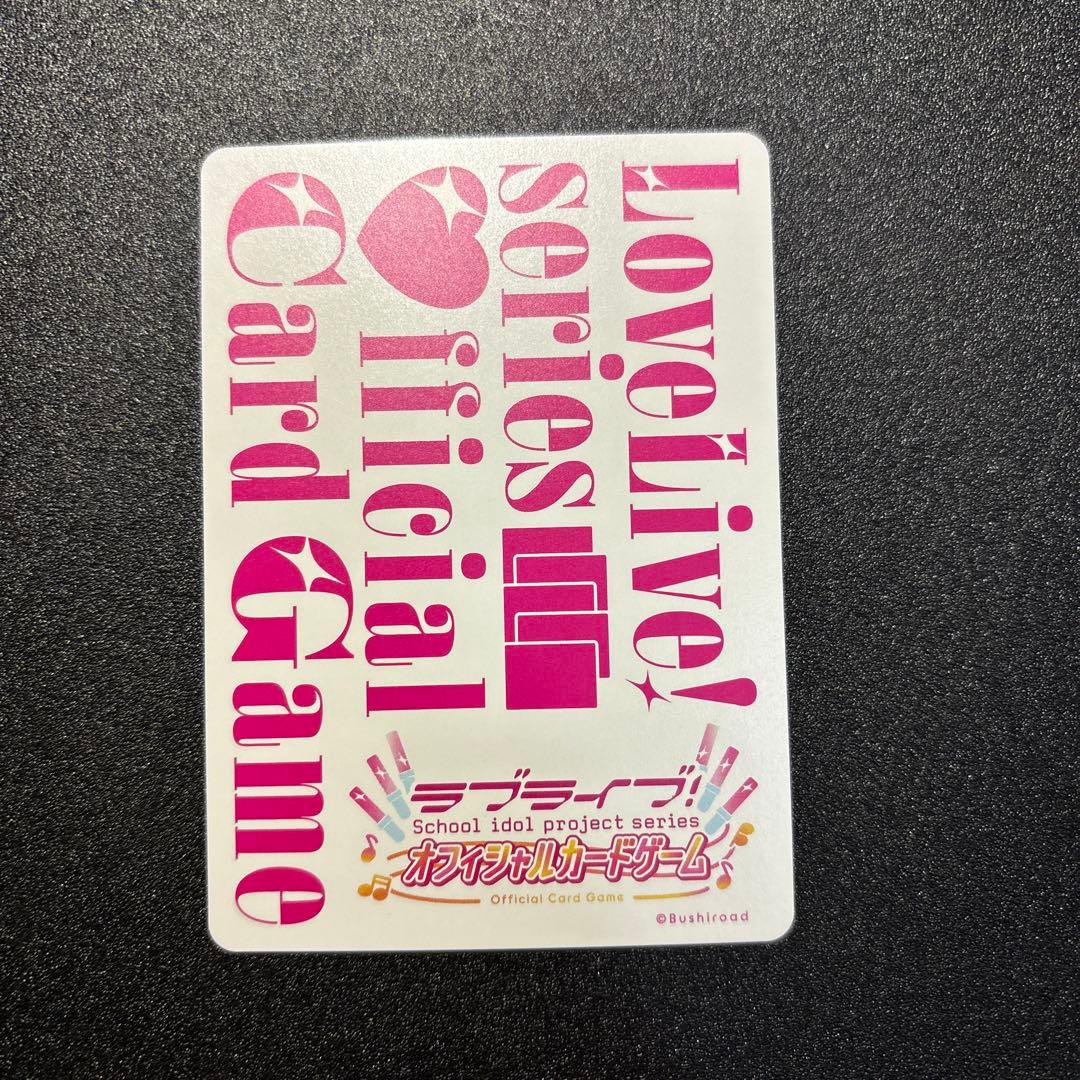 LoveLive!
series
Official
Card Game
ラブライブ!
School idol project series
オフィシャルカードゲーム
Official Card Game
©Bushiroad